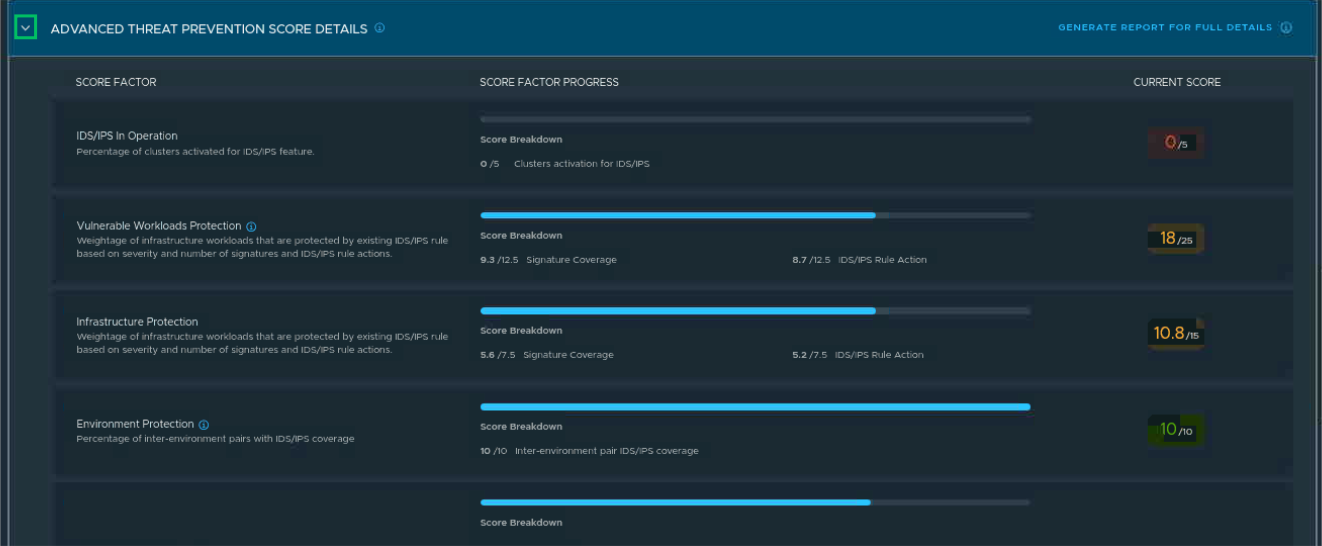 ADVANCED THREAT PREVENTION SCORE DETAILS
GENERATE REPORT FOR FULL DETAILS
SCORE FACTOR
SCORE FACTOR PROGRESS
CURRENT SCORE
IDS/IPS In Operation
Percentage of clusters activated for IDS/IPS feature.
Score Breakdown
0 /5 Clusters activation for IDS/IPS
0 /5
Vulnerable Workloads Protection
Weightage of infrastructure workloads that are protected by existing IDS/IPS rule
based on severity and number of signatures and IDS/IPS rule actions.
Score Breakdown
9.3 /12.5 Signature Coverage
8.7 /12.5 IDS/IPS Rule Action
18 /25
Infrastructure Protection
Weightage of infrastructure workloads that are protected by existing IDS/IPS rule
based on severity and number of signatures and IDS/IPS rule actions.
Score Breakdown
5.6 /7.5 Signature Coverage
5.2 /7.5 IDS/IPS Rule Action
10.8 /15
Environment Protection
Percentage of inter-environment pairs with IDS/IPS coverage
Score Breakdown
10 /10 Inter-environment pair IDS/IPS coverage
10 /10
Score Breakdown